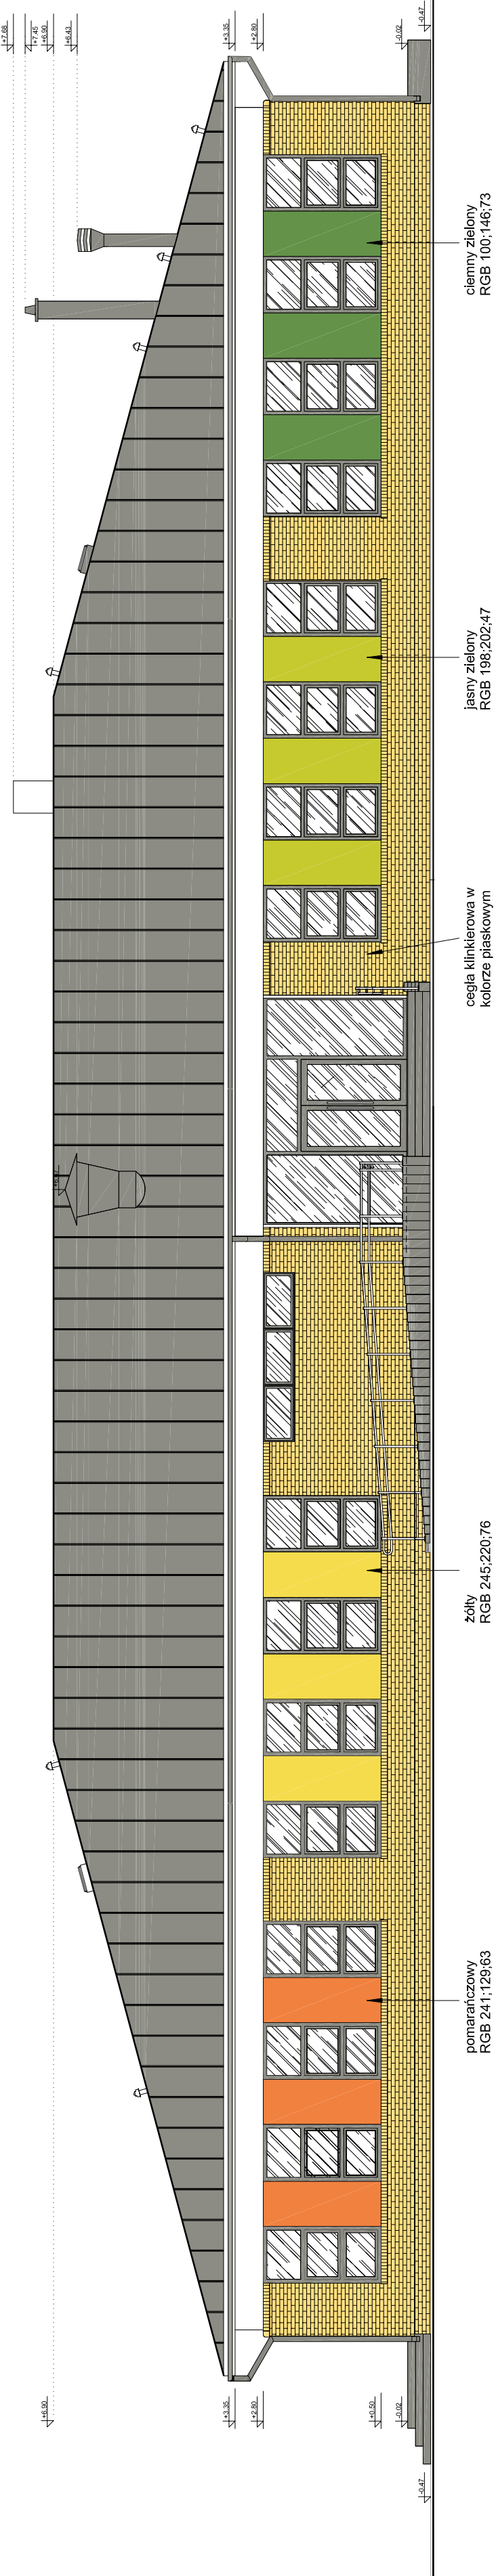 +6.90
+3.35
+2.80
+0.50
-0.02
-0.47
+7.68
+7.45
+6.90
+6.43
+3.35
+2.80
-0.02
-0.47
pomarańczowy
RGB 241;129;63
żółty
RGB 245;220;76
cegła klinkierowa w
kolorze piaskowym
jasny zielony
RGB 198;202;47
ciemny zielony
RGB 100;146;73